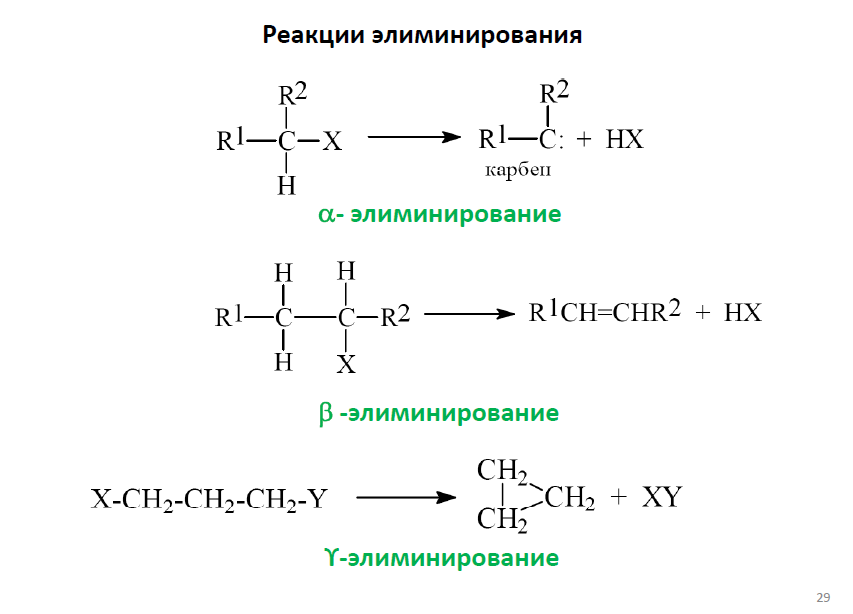 Реакции элиминирования
R2 R2
R1—C—X → R1—C: + HX
H карбен
α- элиминирование
H H
R1—C—C—R2 → R1CH=CHR2 + HX
H X
β -элиминирование
CH2
X-CH2-CH2-CH2-Y → CH2 + XY
CH2
ϒ-элиминирование
29